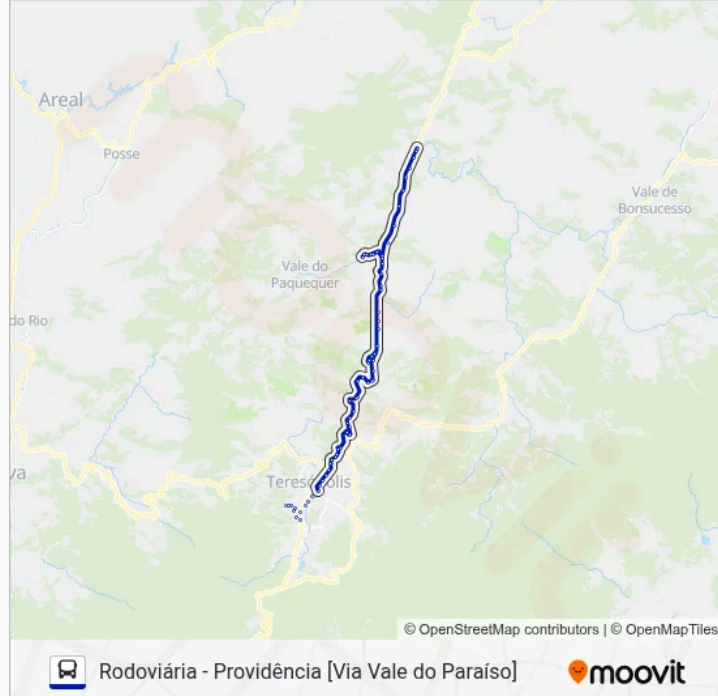 Areal
Posse
Vale de
Bonsucesso
Vale do
Paquequer
do Rio
va
Teresópolis
© OpenStreetMap contributors | © OpenMapTiles
Rodoviária - Providência [Via Vale do Paraíso]
moovit